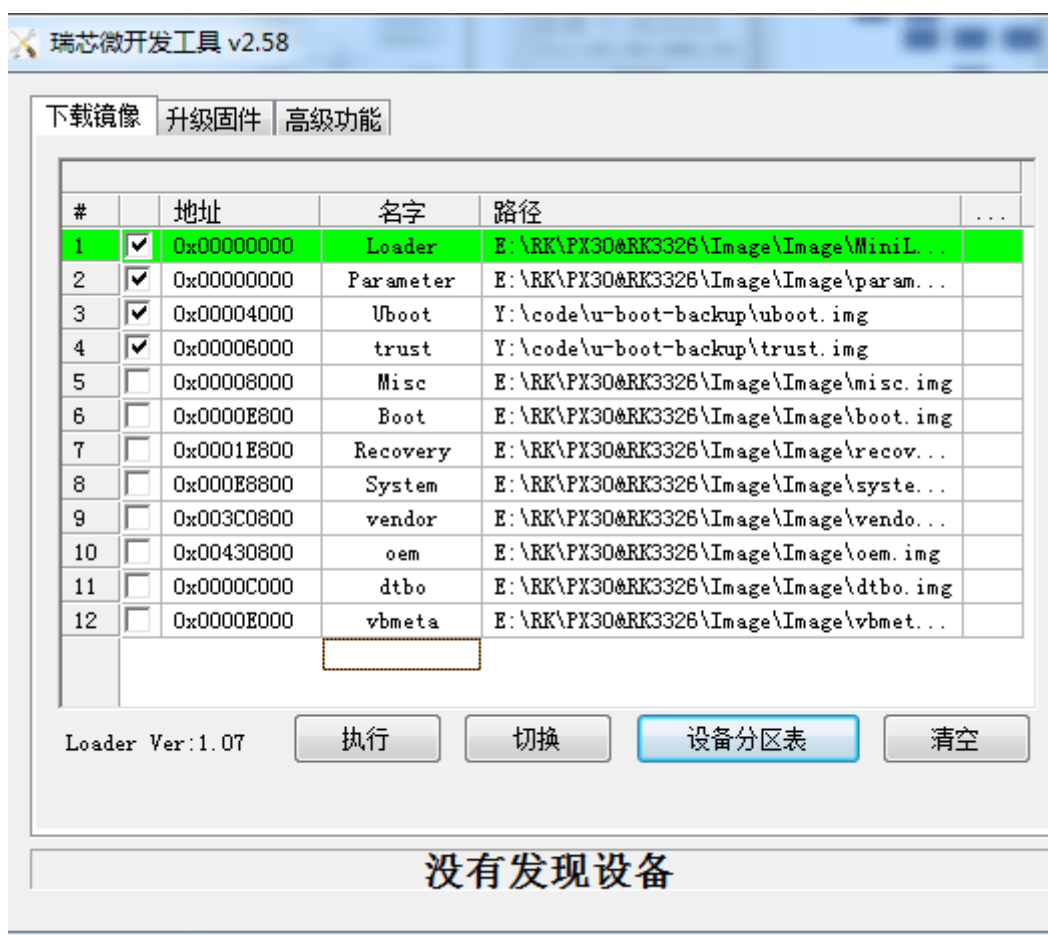 瑞芯微开发工具 v2.58
下载镜像 升级固件 高级功能
# 地址 名字 路径 ...
1 0x00000000 Loader E:\RK\PX30&RK3326\Image\Image\MiniL...
2 0x00000000 Parameter E:\RK\PX30&RK3326\Image\Image\param...
3 0x00004000 Uboot Y:\code\u-boot-backup\uboot.img
4 0x00006000 trust Y:\code\u-boot-backup\trust.img
5 0x00008000 Misc E:\RK\PX30&RK3326\Image\Image\misc.img
6 0x0000E800 Boot E:\RK\PX30&RK3326\Image\Image\boot.img
7 0x0001E800 Recovery E:\RK\PX30&RK3326\Image\Image\recov...
8 0x000E8800 System E:\RK\PX30&RK3326\Image\Image\syste...
9 0x003C0800 vendor E:\RK\PX30&RK3326\Image\Image\vendo...
10 0x00430800 oem E:\RK\PX30&RK3326\Image\Image\oem.img
11 0x0000C000 dtbo E:\RK\PX30&RK3326\Image\Image\dtbo.img
12 0x0000E000 vbmeta E:\RK\PX30&RK3326\Image\Image\vbmet...
Loader Ver:1.07 执行 切换 设备分区表 清空
没有发现设备